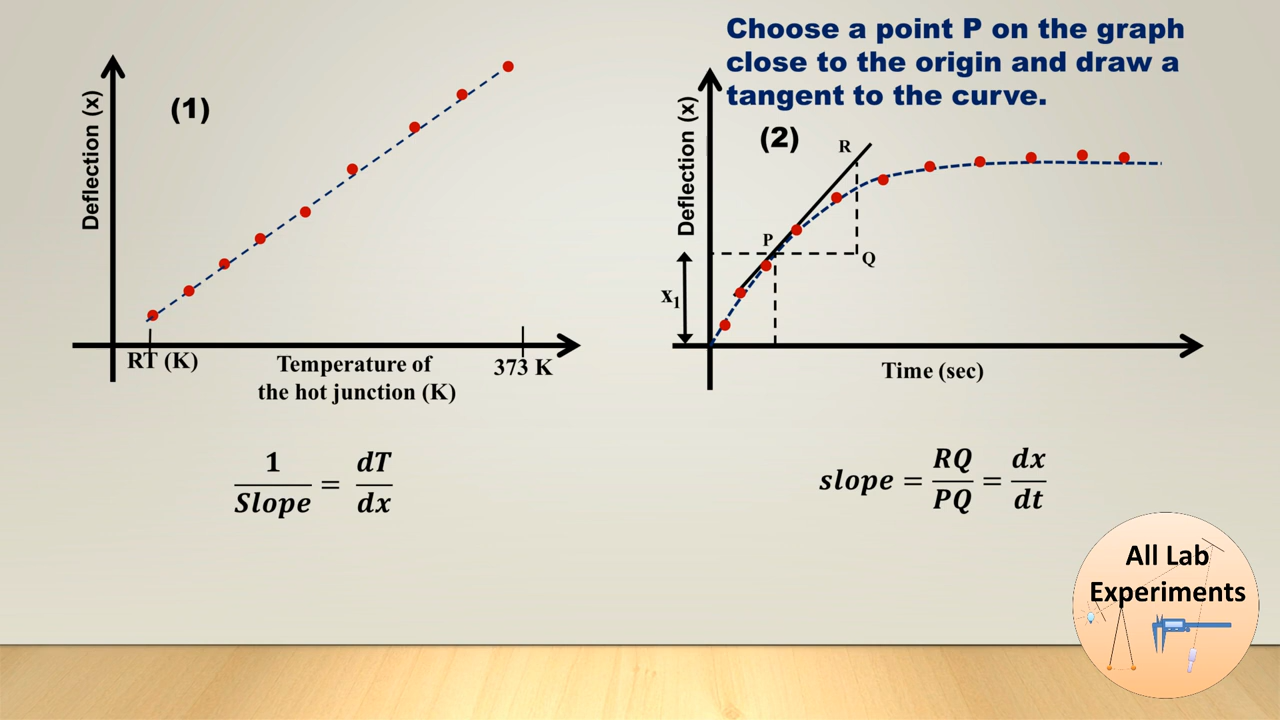 Choose a point P on the graph
close to the origin and draw a
tangent to the curve.
(1)
Deflection (x)
RT (K)
Temperature of
the hot junction (K)
373 K
(2)
Deflection (x)
R
P
Q
x₁
Time (sec)
1/Slope = dT/dx
slope = RQ/PQ = dx/dt
All Lab
Experiments